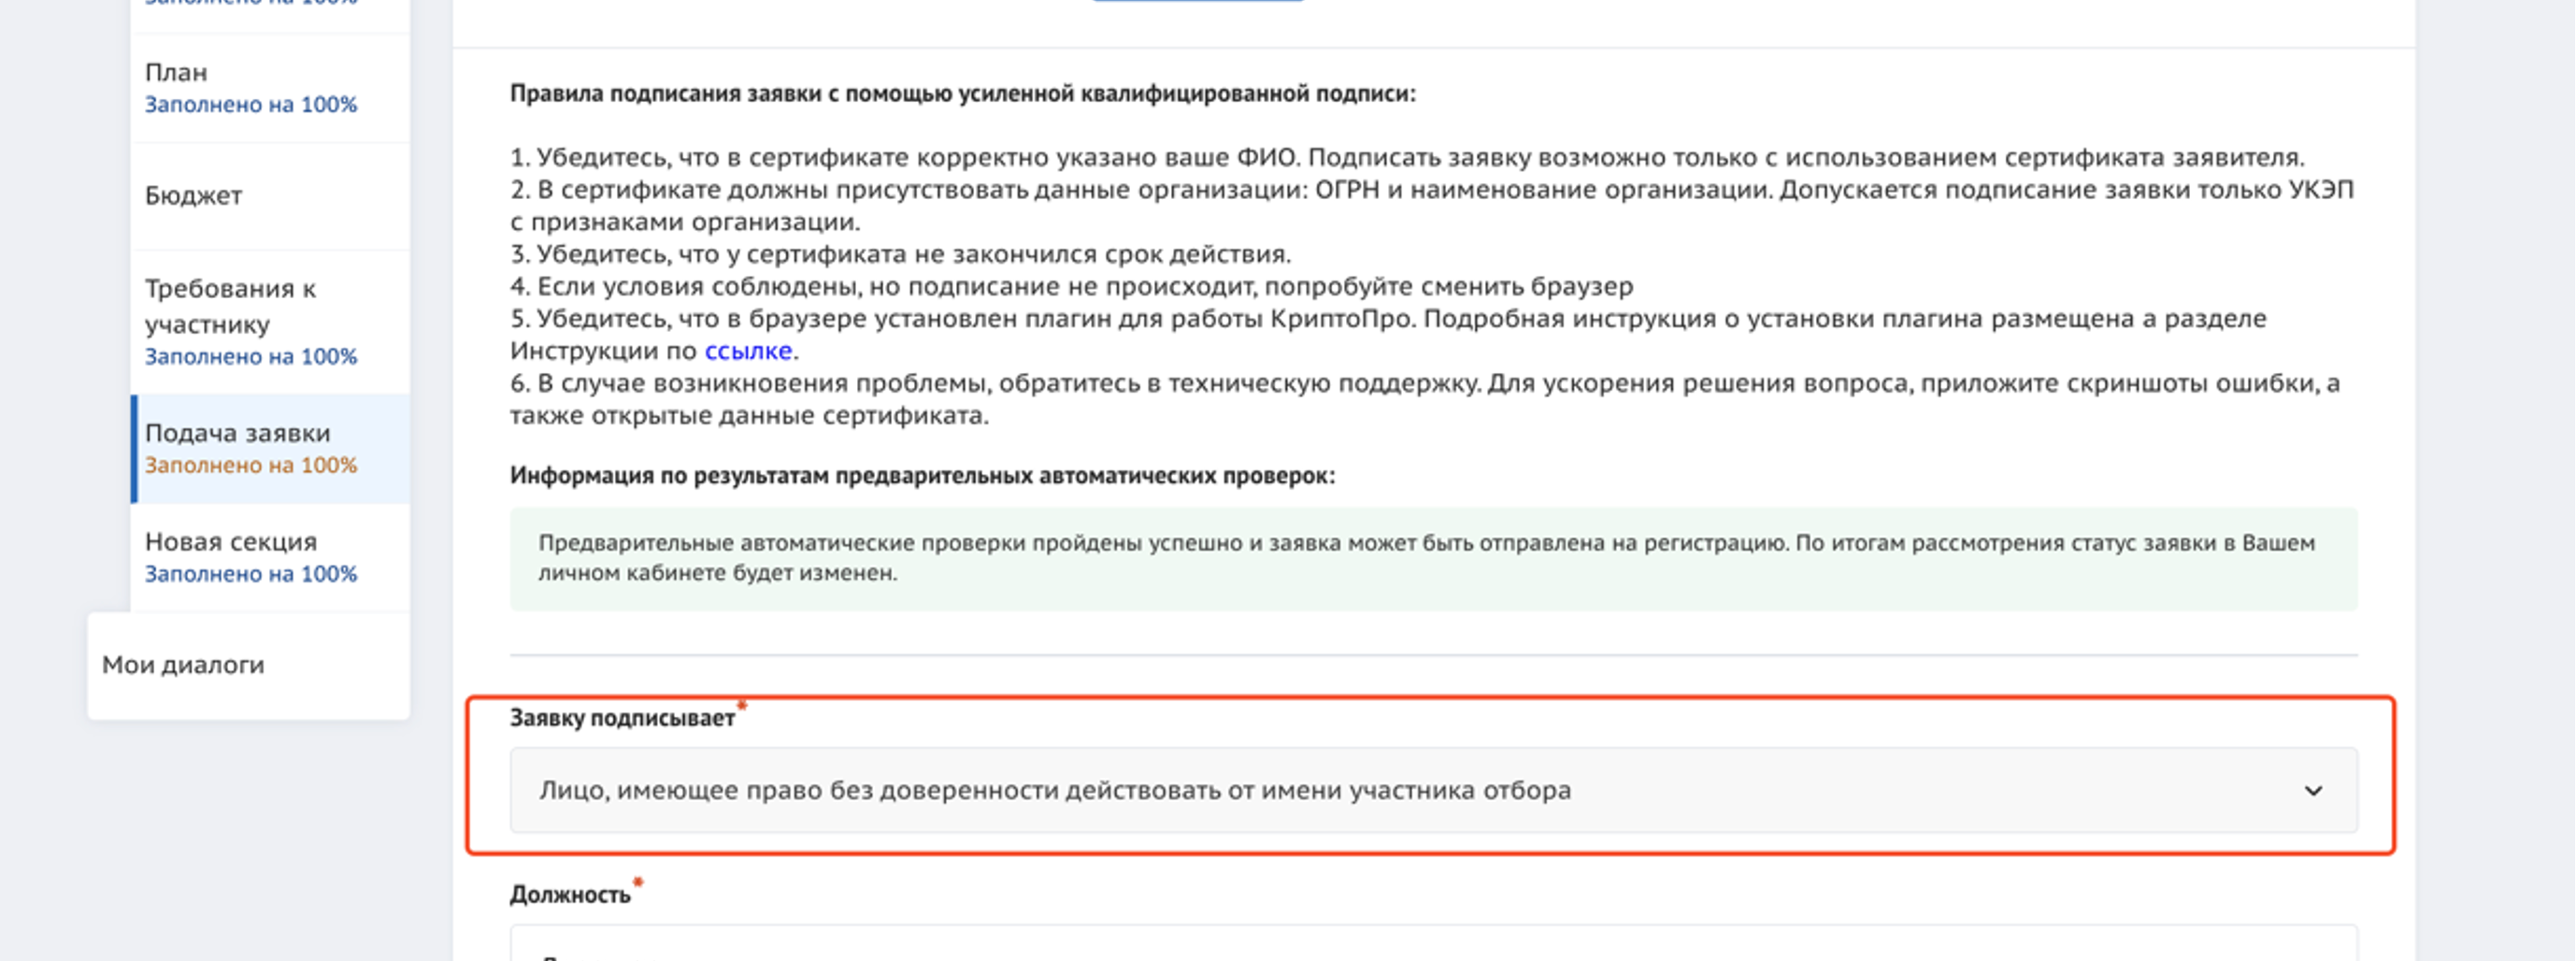 План
Заполнено на 100%
Бюджет
Требования к
участнику
Заполнено на 100%
Подача заявки
Заполнено на 100%
Новая секция
Заполнено на 100%
Мои диалоги
Правила подписания заявки с помощью усиленной квалифицированной подписи:
1. Убедитесь, что в сертификате корректно указано ваше ФИО. Подписать заявку возможно только с использованием сертификата заявителя.
2. В сертификате должны присутствовать данные организации: ОГРН и наименование организации. Допускается подписание заявки только УКЭП
с признаками организации.
3. Убедитесь, что у сертификата не закончился срок действия.
4. Если условия соблюдены, но подписание не происходит, попробуйте сменить браузер
5. Убедитесь, что в браузере установлен плагин для работы КриптоПро. Подробная инструкция о установки плагина размещена а разделе
Инструкции по ссылке.
6. В случае возникновения проблемы, обратитесь в техническую поддержку. Для ускорения решения вопроса, приложите скриншоты ошибки, а
также открытые данные сертификата.
Информация по результатам предварительных автоматических проверок:
Предварительные автоматические проверки пройдены успешно и заявка может быть отправлена на регистрацию. По итогам рассмотрения статус заявки в Вашем
личном кабинете будет изменен.
Заявку подписывает*
Лицо, имеющее право без доверенности действовать от имени участника отбора
Должность*